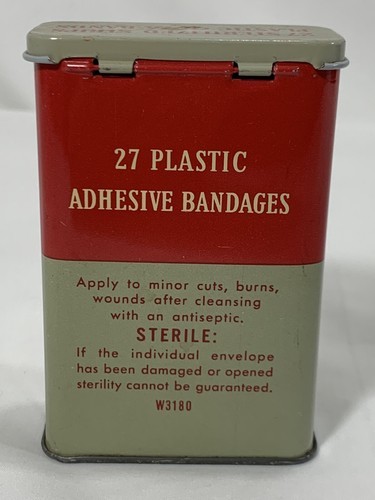 27 PLASTIC
ADHESIVE BANDAGES
Apply to minor cuts, burns,
wounds after cleansing
with an antiseptic.
STERILE:
If the individual envelope
has been damaged or opened
sterility cannot be guaranteed.
W3180